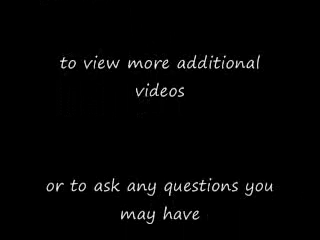 to view more additional
videos
or to ask any questions you
may have